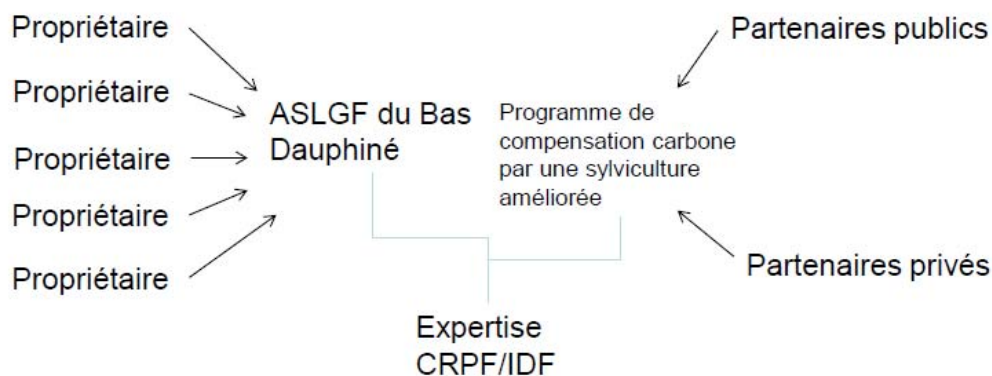 Propriétaire
Propriétaire
Propriétaire
Propriétaire
Propriétaire
ASLGF du Bas
Dauphiné
Programme de
compensation carbone
par une sylviculture
améliorée
Partenaires publics
Partenaires privés
Expertise
CRPF/IDF